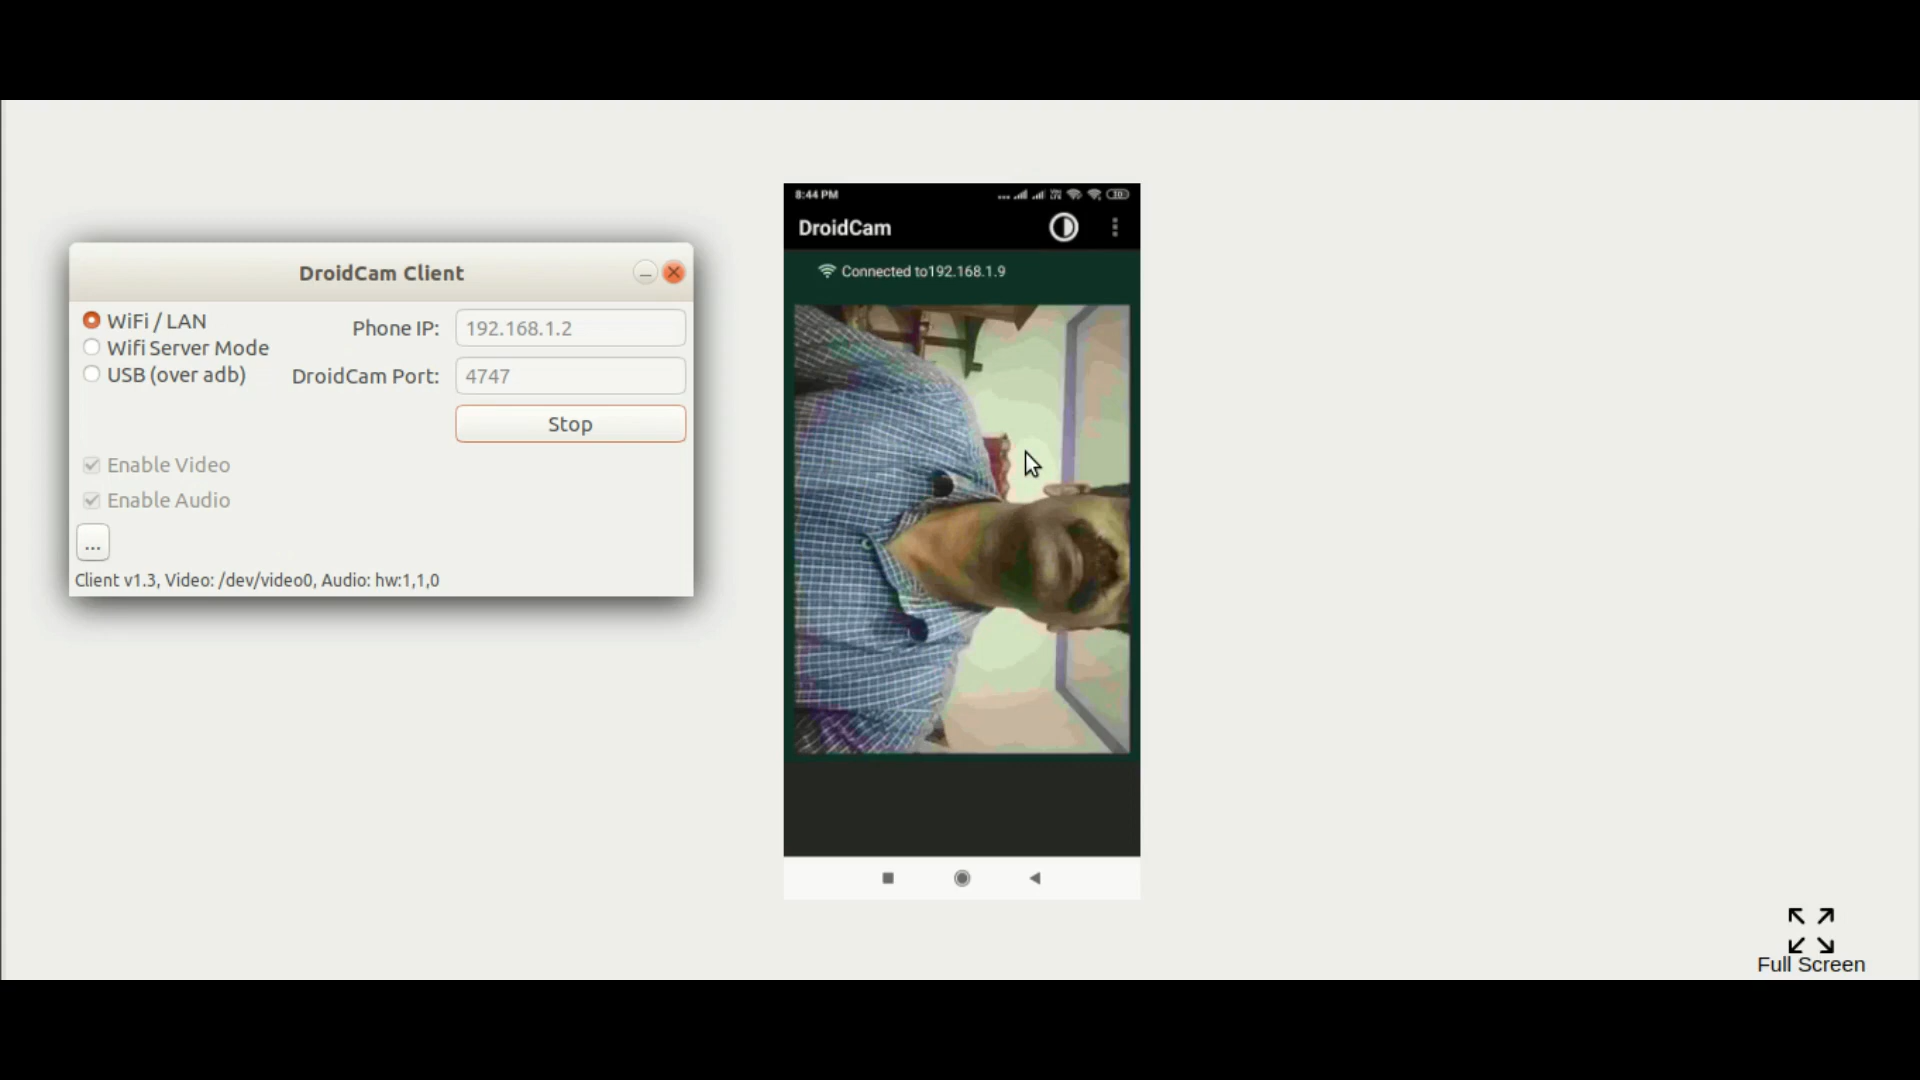 DroidCam Client
WiFi / LAN
Wifi Server Mode
USB (over adb)
Phone IP: 192.168.1.2
DroidCam Port: 4747
Stop
Enable Video
Enable Audio
...
Client v1.3, Video: /dev/video0, Audio: hw:1,1,0
8:44 PM
DroidCam
Connected to192.168.1.9
Full Screen